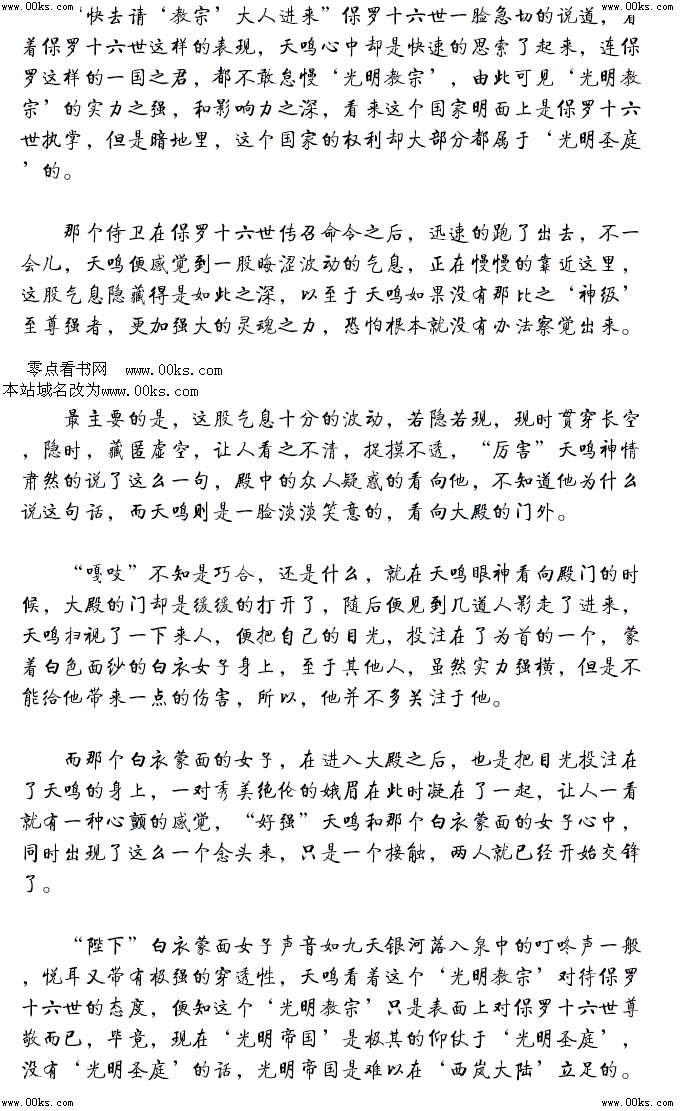 www.00ks.com www.00ks.com
“快去请‘教宗’大人进来”保罗十六世一脸急切的说道，看
着保罗十六世这样的表现，天鸣心中却是快速的思索了起来，连保
罗这样的一国之君，都不敢怠慢‘光明教宗’，由此可见‘光明教
宗’的实力之强，和影响力之深，看来这个国家明面上是保罗十六
世执掌，但是暗地里，这个国家的权利却大部分都属于‘光明圣庭
’的。
那个侍卫在保罗十六世传召命令之后，迅速的跑了出去，不一
会儿，天鸣便感觉到一股晦涩波动的气息，正在慢慢的靠近这里，
这股气息隐藏得是如此之深，以至于天鸣如果没有那比之‘神级’
至尊强者，更加强大的灵魂之力，恐怕根本就没有办法察觉出来。
零点看书网 www.00ks.com
本站域名改为www.00ks.com
最主要的是，这股气息十分的波动，若隐若现，现时贯穿长空
，隐时，藏匿虚空，让人看之不清，捉摸不透，“厉害”天鸣神情
肃然的说了这么一句，殿中的众人疑惑的看向他，不知道他为什么
说这句话，而天鸣则是一脸淡淡笑意的，看向大殿的门外。
“嘎吱”不知是巧合，还是什么，就在天鸣眼神看向殿门的时
候，大殿的门却是缓缓的打开了，随后便见到几道人影走了进来，
天鸣扫视了一下来人，便把自己的目光，投注在了为首的一个，蒙
着白色面纱的白衣女子身上，至于其他人，虽然实力强横，但是不
能给他带来一点的伤害，所以，他并不多关注于他。
而那个白衣蒙面的女子，在进入大殿之后，也是把目光投注在
了天鸣的身上，一对秀美绝伦的娥眉在此时凝在了一起，让人一看
就有一种心颤的感觉，“好强”天鸣和那个白衣蒙面的女子心中，
同时出现了这么一个念头来，只是一个接触，两人就已经开始交锋
了。
“陛下”白衣蒙面女子声音如九天银河落入泉中的叮咚声一般
，悦耳又带有极强的穿透性，天鸣看着这个‘光明教宗’对待保罗
十六世的态度，便知这个‘光明教宗’只是表面上对保罗十六世尊
敬而已，毕竟，现在‘光明帝国’是极其的仰仗于‘光明圣庭’，
没有‘光明圣庭’的话，光明帝国是难以在‘西岚大陆’立足的。
www.00ks.com www.00ks.com